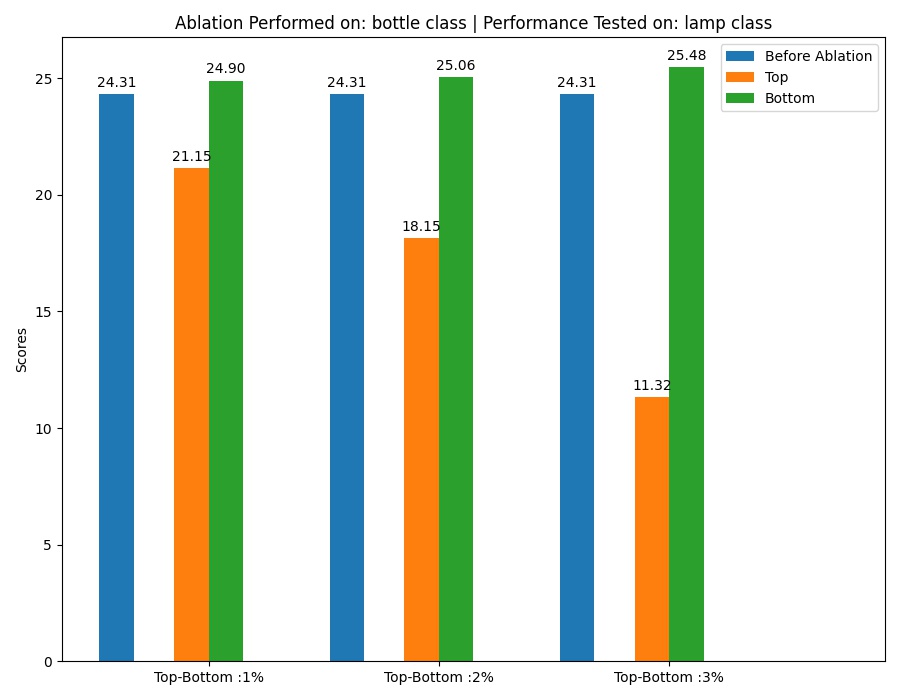 Ablation Performed on: bottle class | Performance Tested on: lamp class
Before Ablation
Top
Bottom
24.31
21.15
24.90
24.31
18.15
25.06
24.31
11.32
25.48
Scores
25
20
15
10
5
0
Top-Bottom :1%
Top-Bottom :2%
Top-Bottom :3%